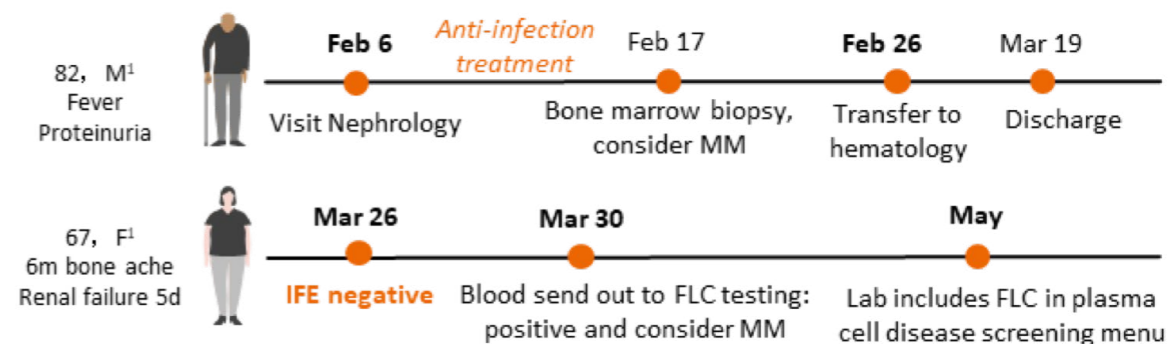 82, M¹
Fever
Proteinuria
Feb 6
Anti-infection
treatment
Feb 17
Feb 26
Mar 19
Visit Nephrology
Bone marrow biopsy,
consider MM
Transfer to
hematology
Discharge
67, F¹
6m bone ache
Renal failure 5d
Mar 26
Mar 30
May
IFE negative
Blood send out to FLC testing:
positive and consider MM
Lab includes FLC in plasma
cell disease screening menu